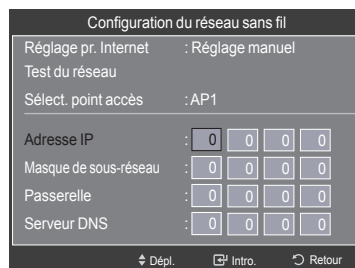 Configuration du réseau sans fil
Réglage pr. Internet : Réglage manuel
Test du réseau
Sélect. point accès : AP1
Adresse IP : 0 0 0 0
Masque de sous-réseau : 0 0 0 0
Passerelle : 0 0 0 0
Serveur DNS : 0 0 0 0
Dépl. Intro. Retour